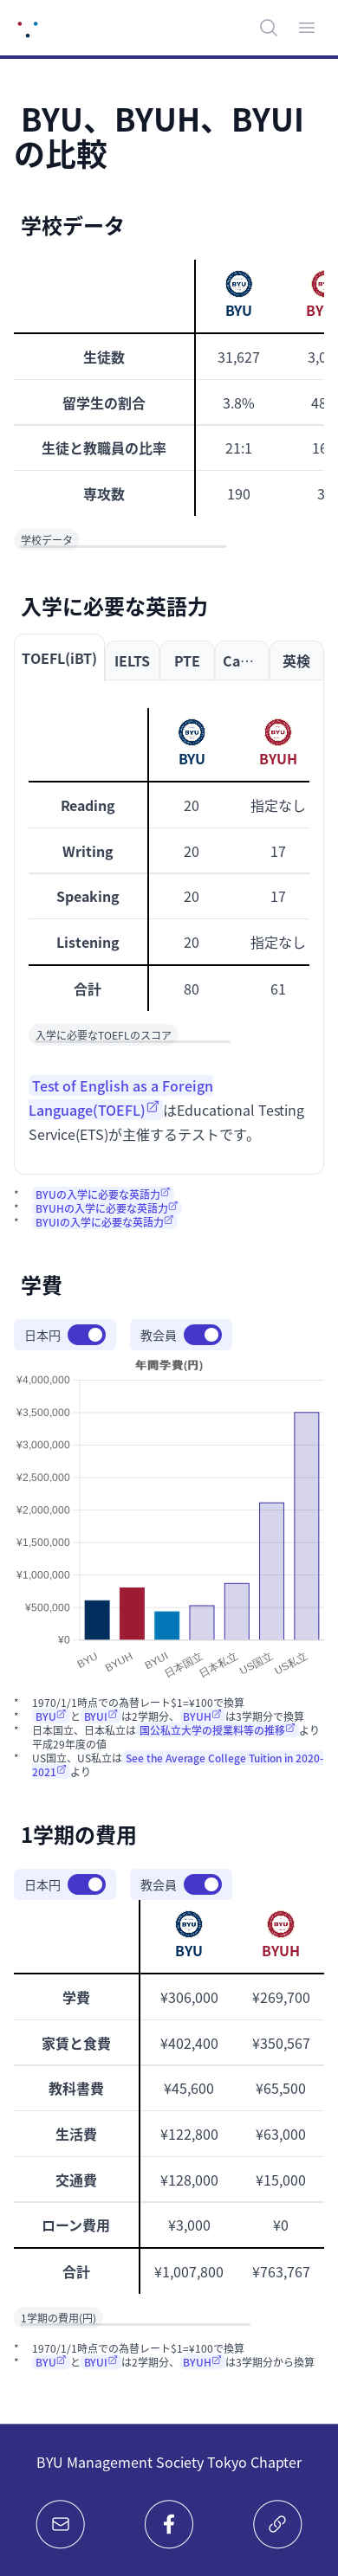 BYU、BYUH、BYUI
の比較
学校データ
BYU
生徒数 31,627
留学生の割合 3.8%
生徒と教職員の比率 21:1
専攻数 190
学校データ
入学に必要な英語力
TOEFL(iBT) IELTS PTE Ca… 英検
BYU BYUH
Reading 20 指定なし
Writing 20 17
Speaking 20 17
Listening 20 指定なし
合計 80 61
入学に必要なTOEFLのスコア
Test of English as a Foreign
Language(TOEFL) はEducational Testing
Service(ETS)が主催するテストです。
* BYUの入学に必要な英語力
* BYUHの入学に必要な英語力
* BYUIの入学に必要な英語力
学費
日本円 教会員
年間学費(円)
¥4,000,000
¥3,500,000
¥3,000,000
¥2,500,000
¥2,000,000
¥1,500,000
¥1,000,000
¥500,000
¥0
BYU BYUH BYUI 日本国立 日本私立 US国立 US私立
* 1970/1/1時点での為替レート$1=¥100で換算
* BYU と BYUI は2学期分、 BYUH は3学期分で換算
* 日本国立、日本私立は 国公私立大学の授業料等の推移 より
平成29年度の値
* US国立、US私立は See the Average College Tuition in 2020-
2021 より
1学期の費用
日本円 教会員
BYU BYUH
学費 ¥306,000 ¥269,700
家賃と食費 ¥402,400 ¥350,567
教科書費 ¥45,600 ¥65,500
生活費 ¥122,800 ¥63,000
交通費 ¥128,000 ¥15,000
ローン費用 ¥3,000 ¥0
合計 ¥1,007,800 ¥763,767
1学期の費用(円)
* 1970/1/1時点での為替レート$1=¥100で換算
* BYU と BYUI は2学期分、 BYUH は3学期分から換算
BYU Management Society Tokyo Chapter